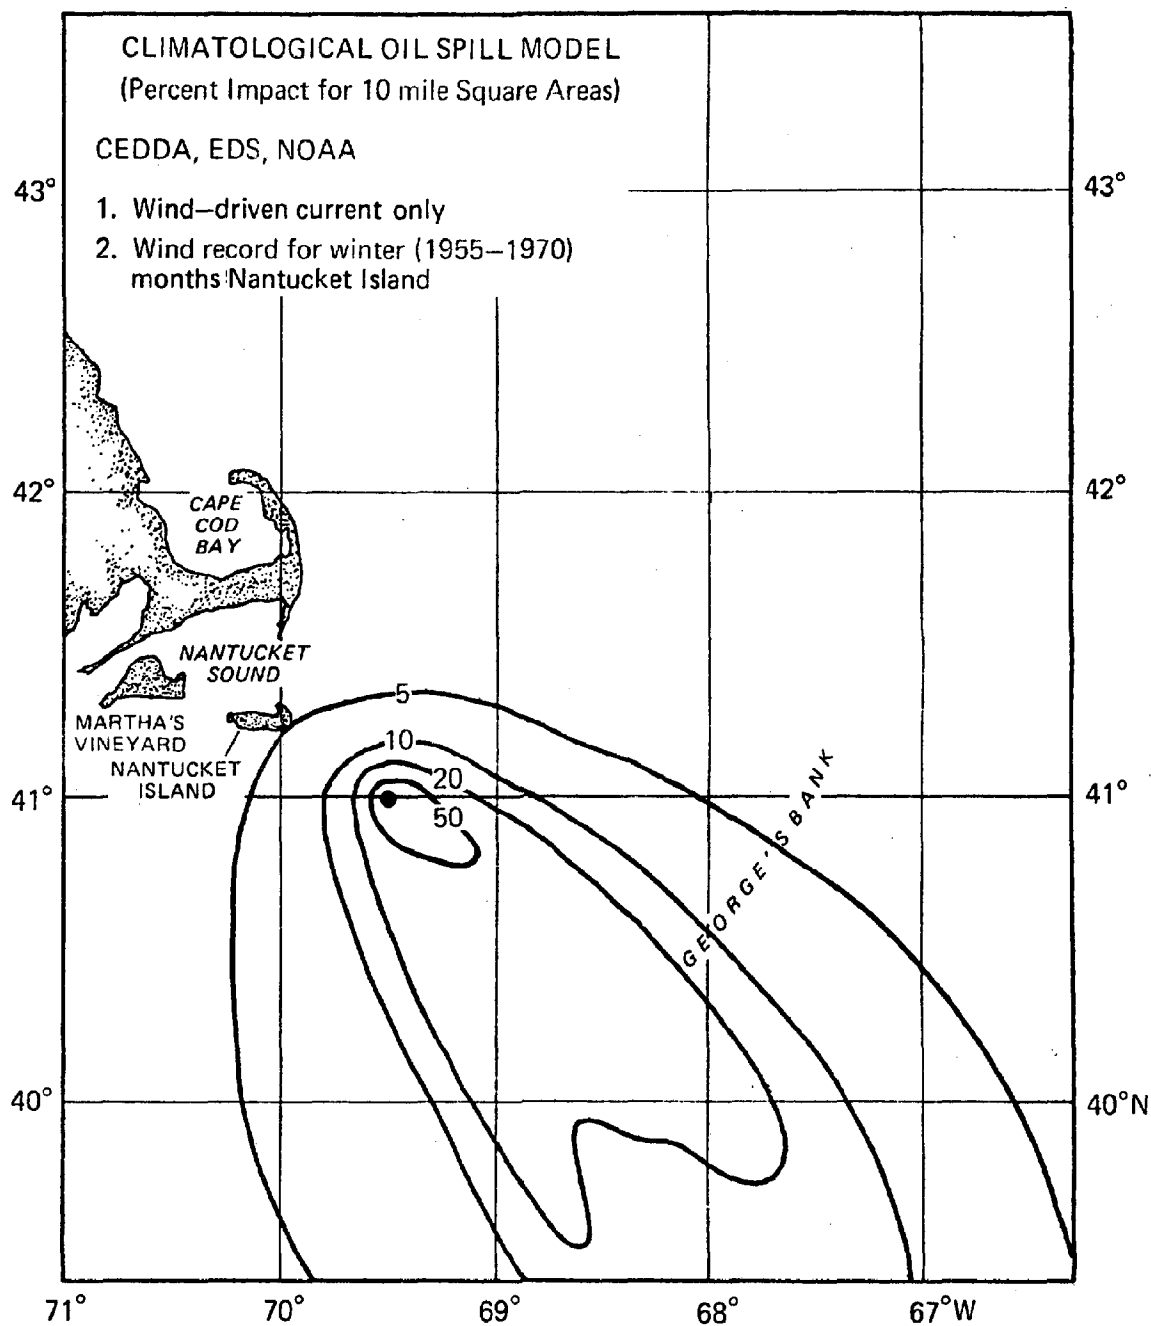 CLIMATOLOGICAL OIL SPILL MODEL
(Percent Impact for 10 mile Square Areas)
CEDDA, EDS, NOAA
43° 43°
1. Wind–driven current only
2. Wind record for winter (1955–1970)
months Nantucket Island
42° 42°
CAPE
COD
BAY
NANTUCKET
SOUND
5
MARTHA'S
VINEYARD
10
NANTUCKET
ISLAND
20
41° 41°
50
GEORGE'S BANK
40° 40°N
71° 70° 69° 68° 67°W